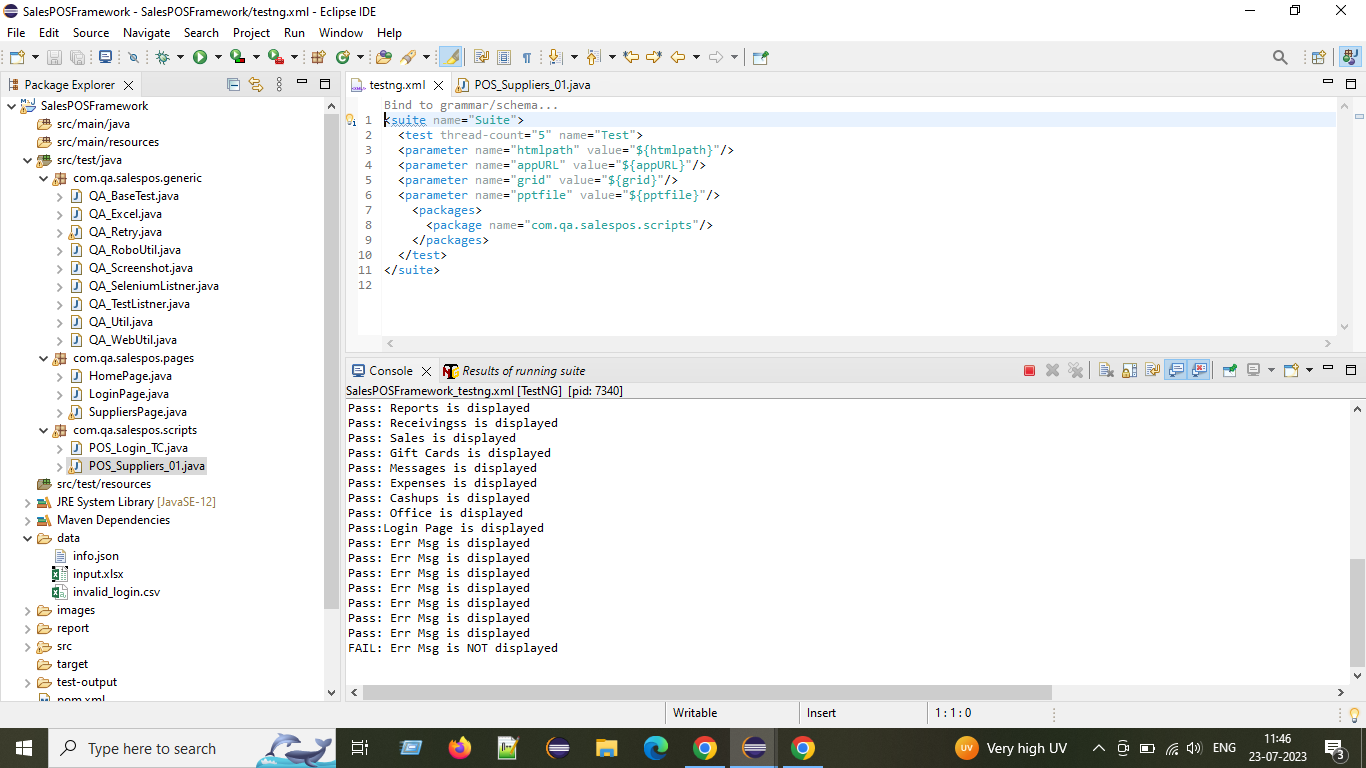 SalesPOSFramework - SalesPOSFramework/testng.xml - Eclipse IDE
File Edit Source Navigate Search Project Run Window Help
Package Explorer
SalesPOSFramework
src/main/java
src/main/resources
src/test/java
com.qa.salespos.generic
QA_BaseTest.java
QA_Excel.java
QA_Retry.java
QA_RoboUtil.java
QA_Screenshot.java
QA_SeleniumListner.java
QA_TestListner.java
QA_Util.java
QA_WebUtil.java
com.qa.salespos.pages
HomePage.java
LoginPage.java
SuppliersPage.java
com.qa.salespos.scripts
POS_Login_TC.java
POS_Suppliers_01.java
src/test/resources
JRE System Library [JavaSE-12]
Maven Dependencies
data
info.json
input.xlsx
invalid_login.csv
images
report
src
target
test-output
pom.xml
testng.xml POS_Suppliers_01.java
Bind to grammar/schema...
1 <suite name="Suite">
2 <test thread-count="5" name="Test">
3 <parameter name="htmlpath" value="${htmlpath}"/>
4 <parameter name="appURL" value="${appURL}"/>
5 <parameter name="grid" value="${grid}"/>
6 <parameter name="pptfile" value="${pptfile}"/>
7 <packages>
8 <package name="com.qa.salespos.scripts"/>
9 </packages>
10 </test>
11 </suite>
12
Console Results of running suite
SalesPOSFramework_testng.xml [TestNG] [pid: 7340]
Pass: Reports is displayed
Pass: Receivingss is displayed
Pass: Sales is displayed
Pass: Gift Cards is displayed
Pass: Messages is displayed
Pass: Expenses is displayed
Pass: Cashups is displayed
Pass: Office is displayed
Pass:Login Page is displayed
Pass: Err Msg is displayed
Pass: Err Msg is displayed
Pass: Err Msg is displayed
Pass: Err Msg is displayed
Pass: Err Msg is displayed
Pass: Err Msg is displayed
Pass: Err Msg is displayed
FAIL: Err Msg is NOT displayed
Writable Insert 1 : 1 : 0
Type here to search
UV Very high UV ENG 11:46
23-07-2023 3